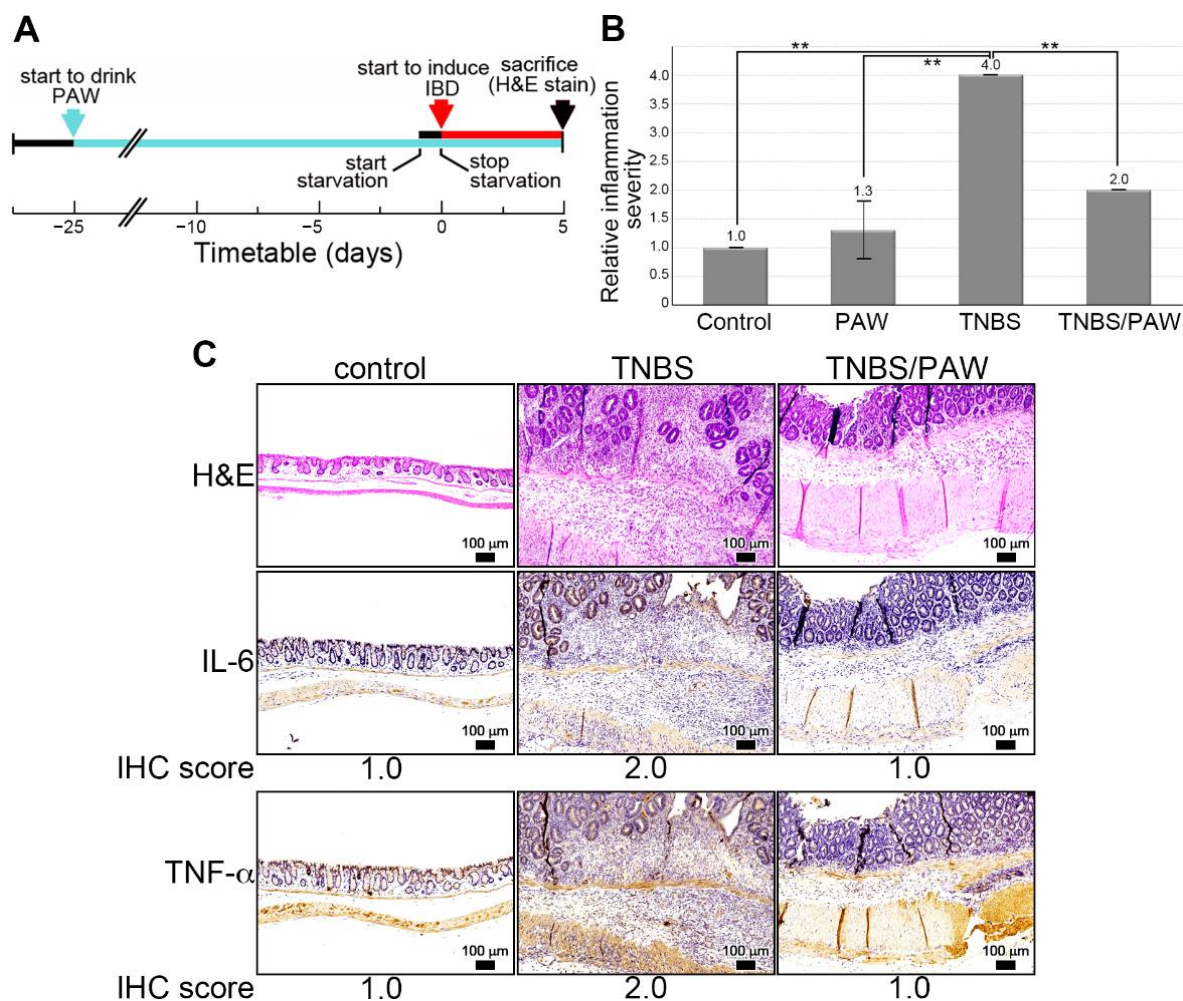 A
start to drink
PAW
start to induce
IBD
sacrifice
(H&E stain)
start
starvation
stop
starvation
−25
−10
−5
0
5
Timetable (days)
B
Relative inflammation
severity
4.0
3.5
3.0
2.5
2.0
1.5
1.0
0.5
0
**
**
**
1.0
1.3
4.0
2.0
Control
PAW
TNBS
TNBS/PAW
C
control
TNBS
TNBS/PAW
H&E
100 µm
100 µm
100 µm
IL-6
100 µm
100 µm
100 µm
IHC score
1.0
2.0
1.0
TNF-α
100 µm
100 µm
100 µm
IHC score
1.0
2.0
1.0